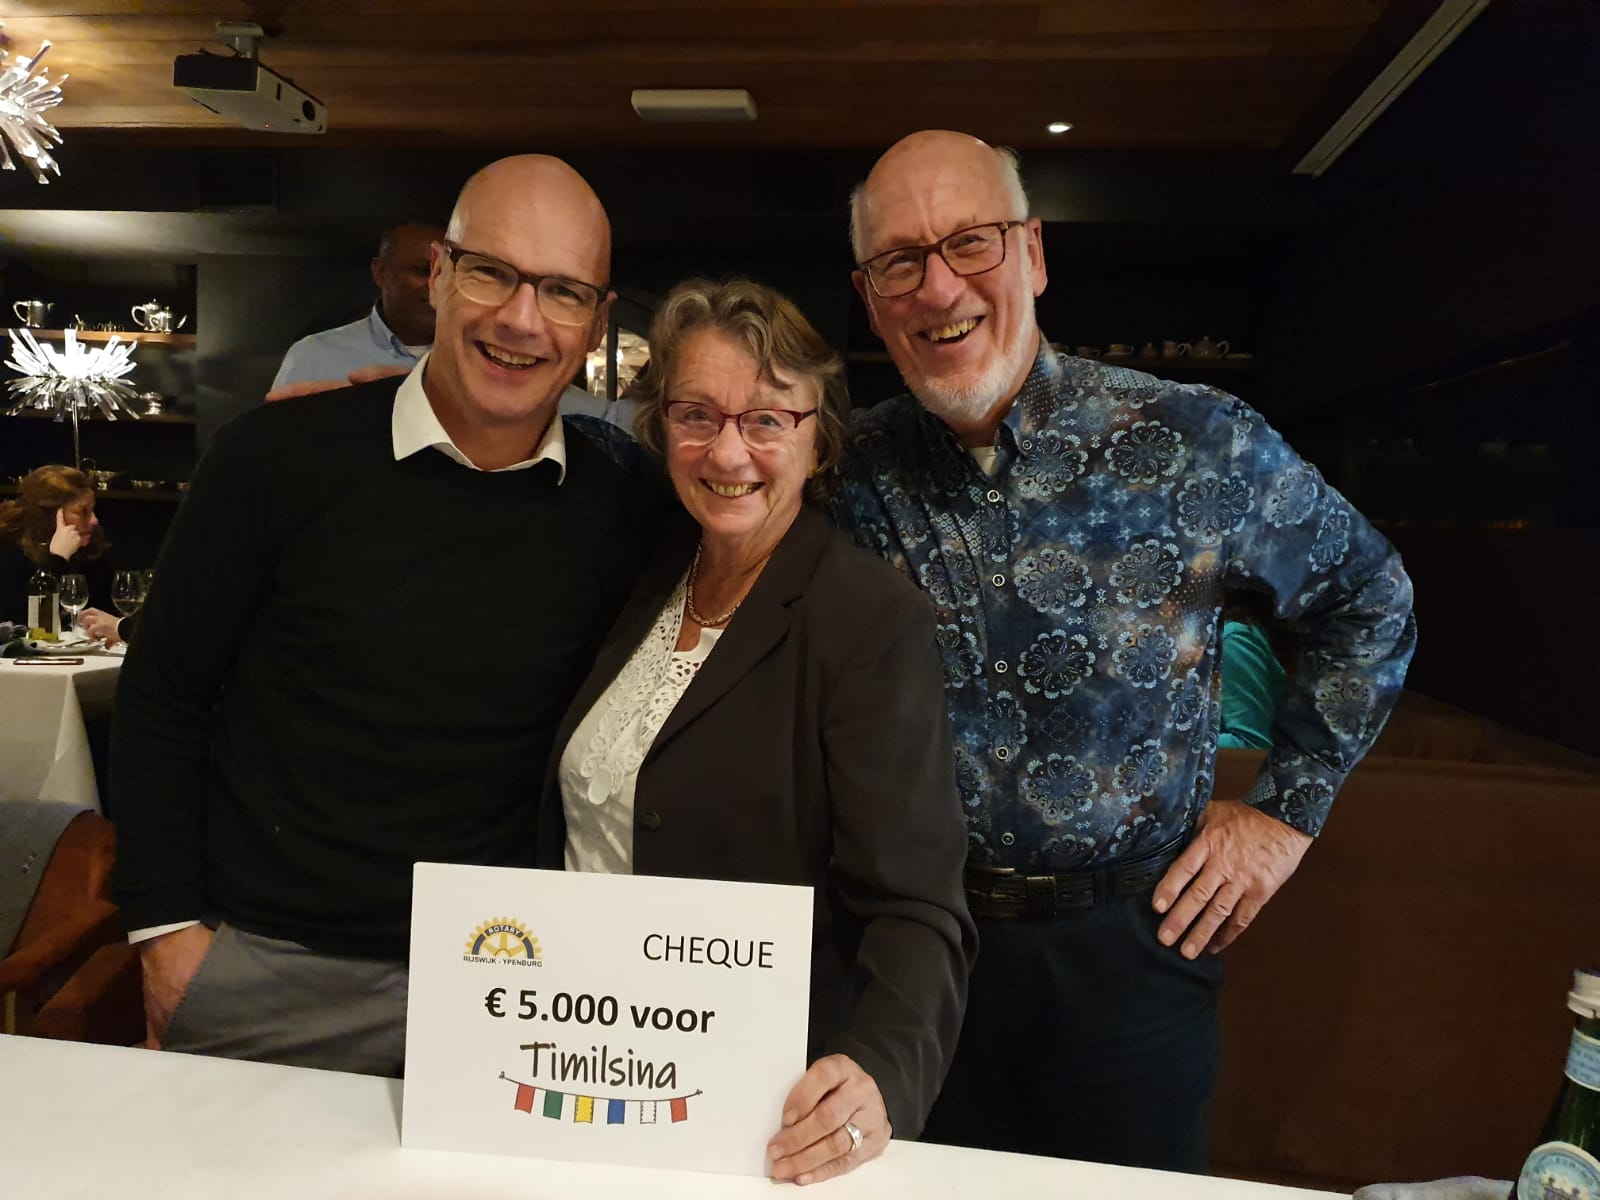 ROTARY
RIJSWIJK - YPENBURG
CHEQUE
€ 5.000 voor
Timilsina